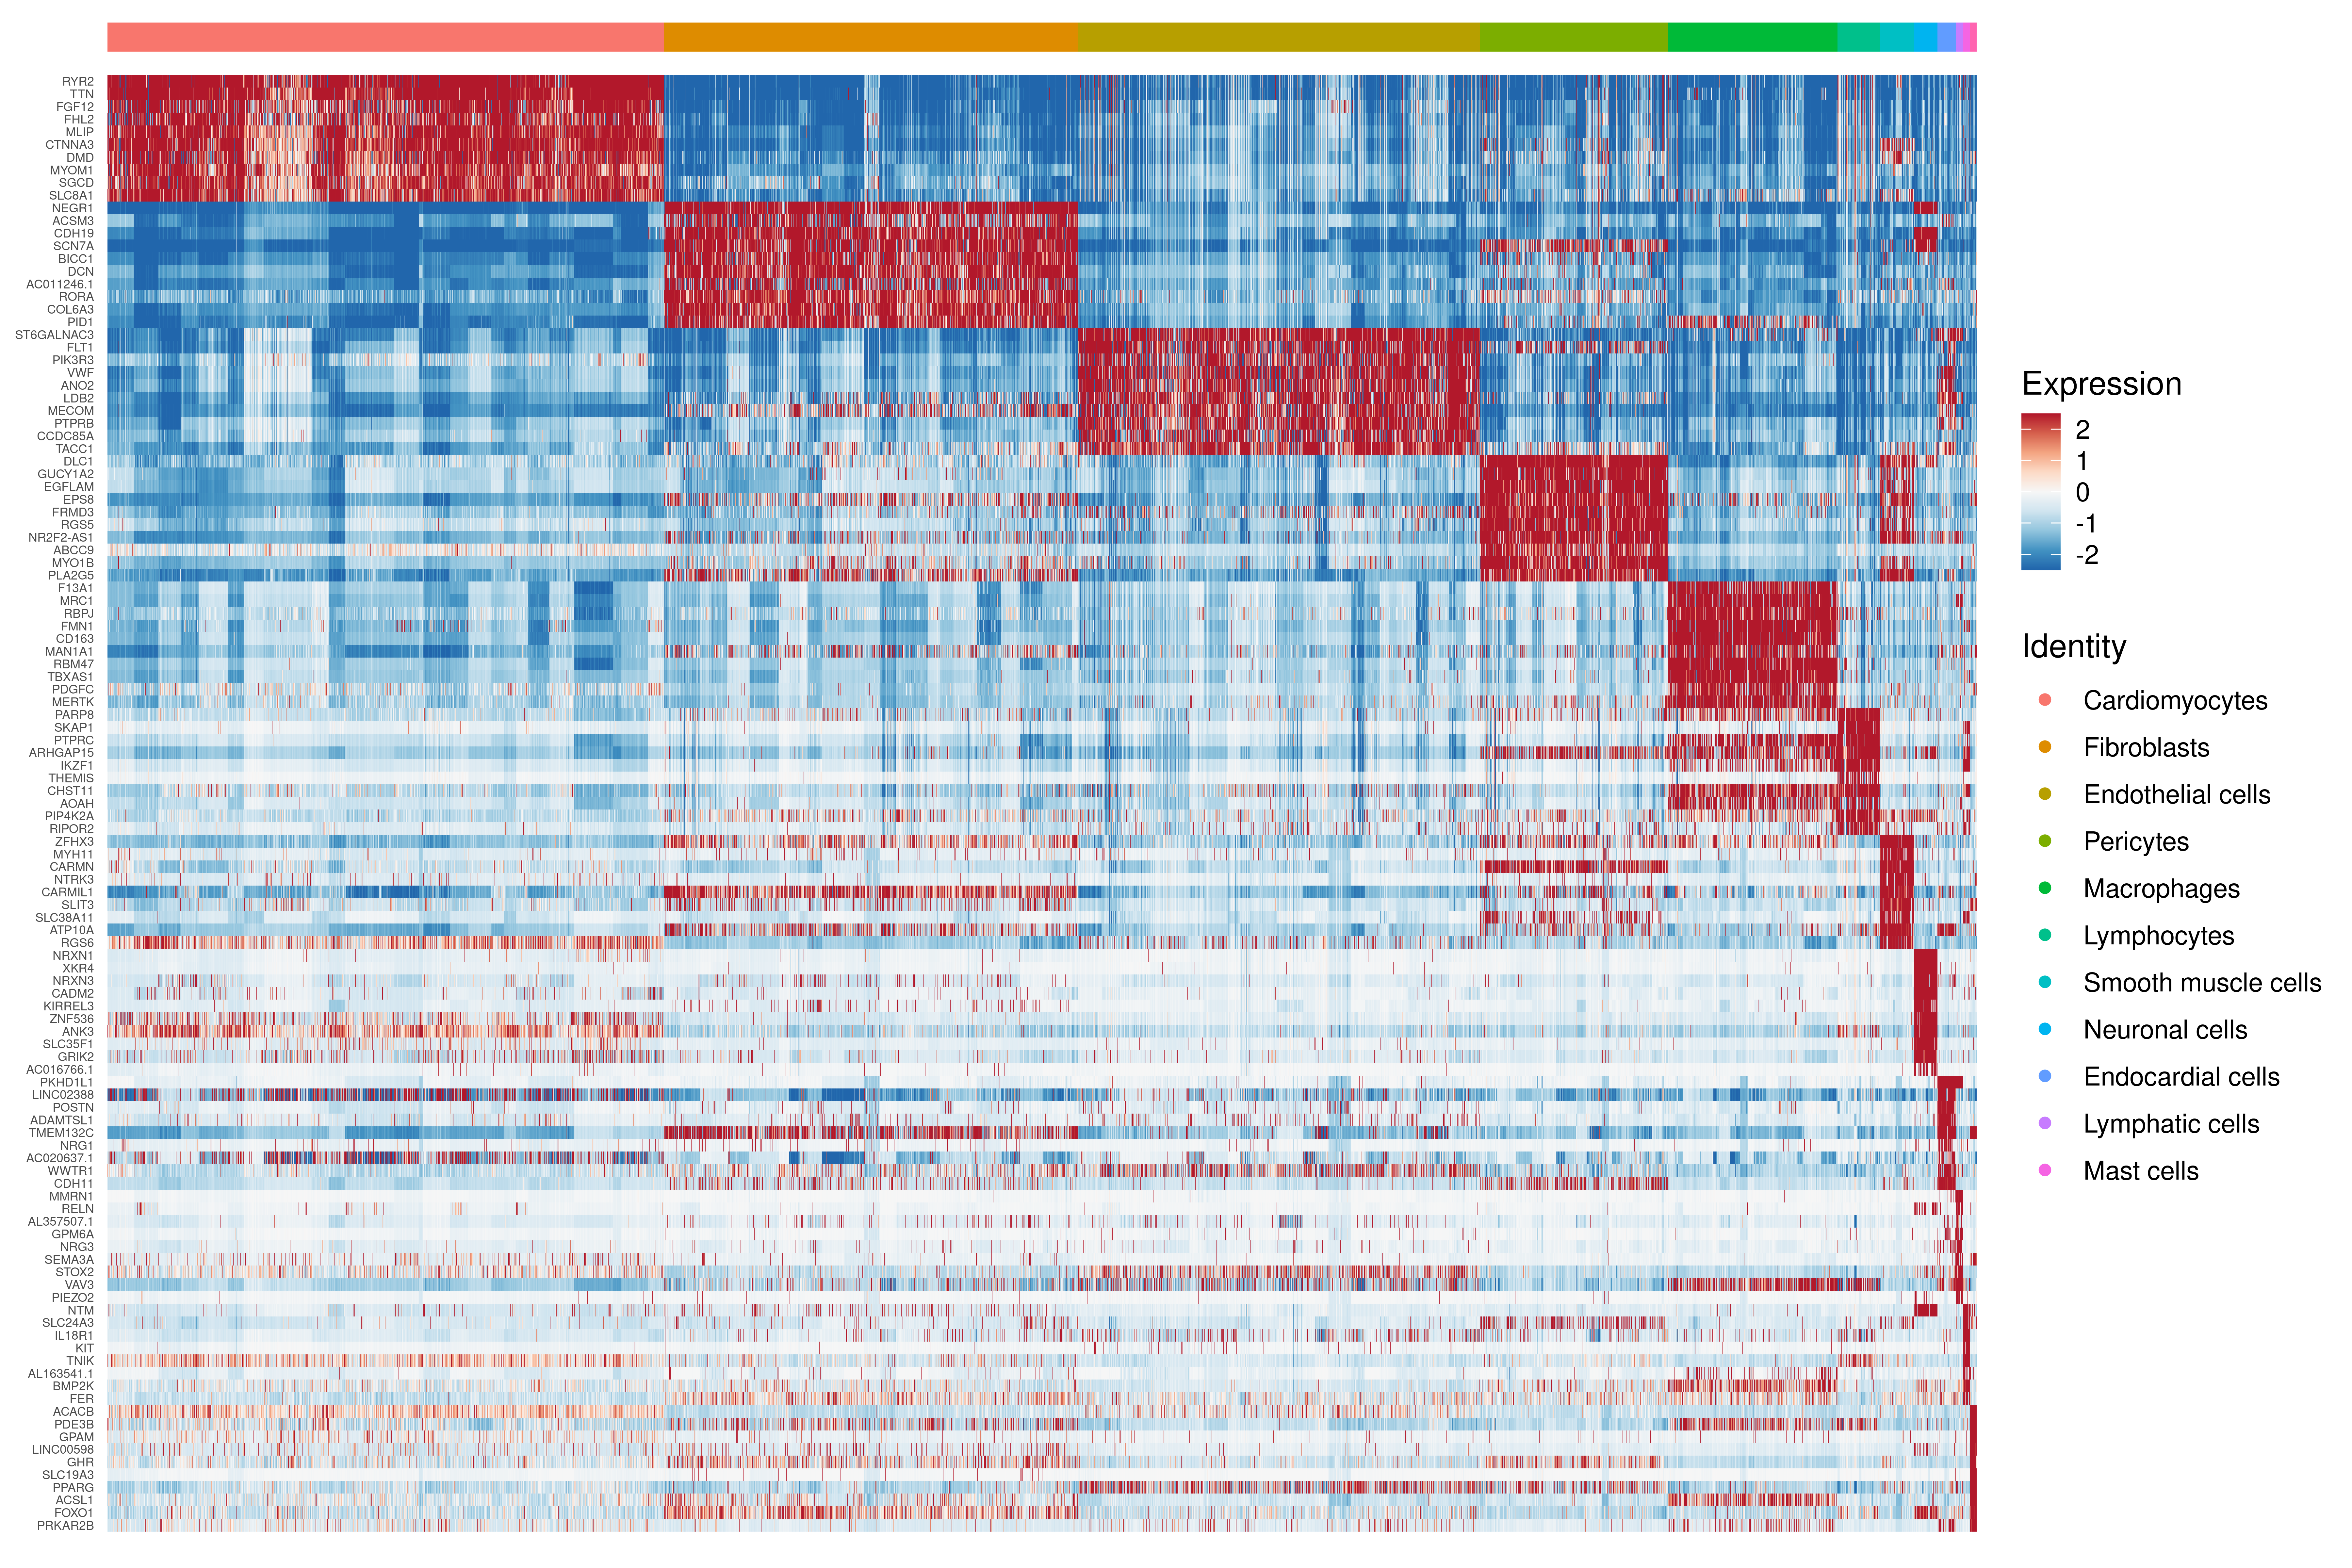 RYR2
TTN
FGF12
FHL2
MLIP
CTNNA3
DMD
MYOM1
SGCD
SLC8A1
NEGR1
ACSM3
CDH19
SCN7A
BICC1
DCN
AC011246.1
RORA
COL6A3
PID1
ST6GALNAC3
FLT1
PIK3R3
VWF
ANO2
LDB2
MECOM
PTPRB
CCDC85A
TACC1
DLC1
GUCY1A2
EGFLAM
EPS8
FRMD3
RGS5
NR2F2-AS1
ABCC9
MYO1B
PLA2G5
F13A1
MRC1
RBPJ
FMN1
CD163
MAN1A1
RBM47
TBXAS1
PDGFC
MERTK
PARP8
SKAP1
PTPRC
ARHGAP15
IKZF1
THEMIS
CHST11
AOAH
PIP4K2A
RIPOR2
ZFHX3
MYH11
CARMN
NTRK3
CARMIL1
SLIT3
SLC38A11
ATP10A
RGS6
NRXN1
XKR4
NRXN3
CADM2
KIRREL3
ZNF536
ANK3
SLC35F1
GRIK2
AC016766.1
PKHD1L1
LINC02388
POSTN
ADAMTSL1
TMEM132C
NRG1
AC020637.1
WWTR1
CDH11
MMRN1
RELN
AL357507.1
GPM6A
NRG3
SEMA3A
STOX2
VAV3
PIEZO2
NTM
SLC24A3
IL18R1
KIT
TNIK
AL163541.1
BMP2K
FER
ACACB
PDE3B
GPAM
LINC00598
GHR
SLC19A3
PPARG
ACSL1
FOXO1
PRKAR2B
Expression
2
1
0
-1
-2
Identity
Cardiomyocytes
Fibroblasts
Endothelial cells
Pericytes
Macrophages
Lymphocytes
Smooth muscle cells
Neuronal cells
Endocardial cells
Lymphatic cells
Mast cells